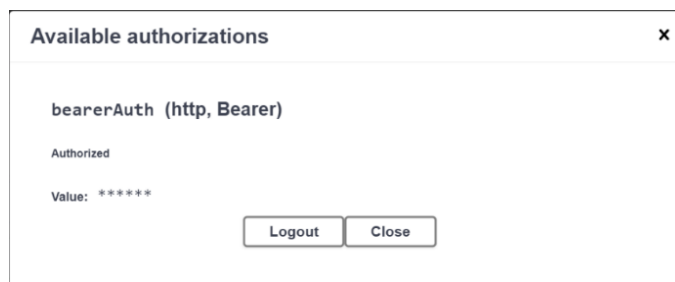 Available authorizations
x
bearerAuth (http, Bearer)
Authorized
Value: ******
Logout Close